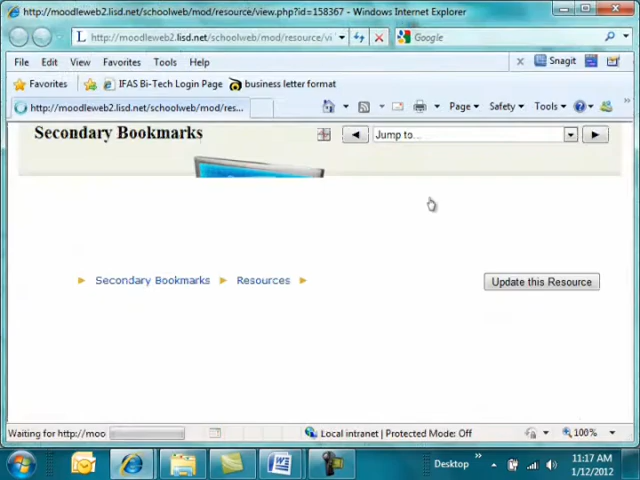 http://moodleweb2.lisd.net/schoolweb/mod/resource/view.php?id=158367 - Windows Internet Explorer
http://moodleweb2.lisd.net/schoolweb/mod/resource/vi
Google
File Edit View Favorites Tools Help
Snagit
Favorites IFAS Bi-Tech Login Page business letter format
http://moodleweb2.lisd.net/schoolweb/mod/res...
Page Safety Tools
Secondary Bookmarks
Jump to...
Secondary Bookmarks Resources
Update this Resource
Waiting for http://moo
Local intranet | Protected Mode: Off
100%
Desktop
11:17 AM
1/12/2012